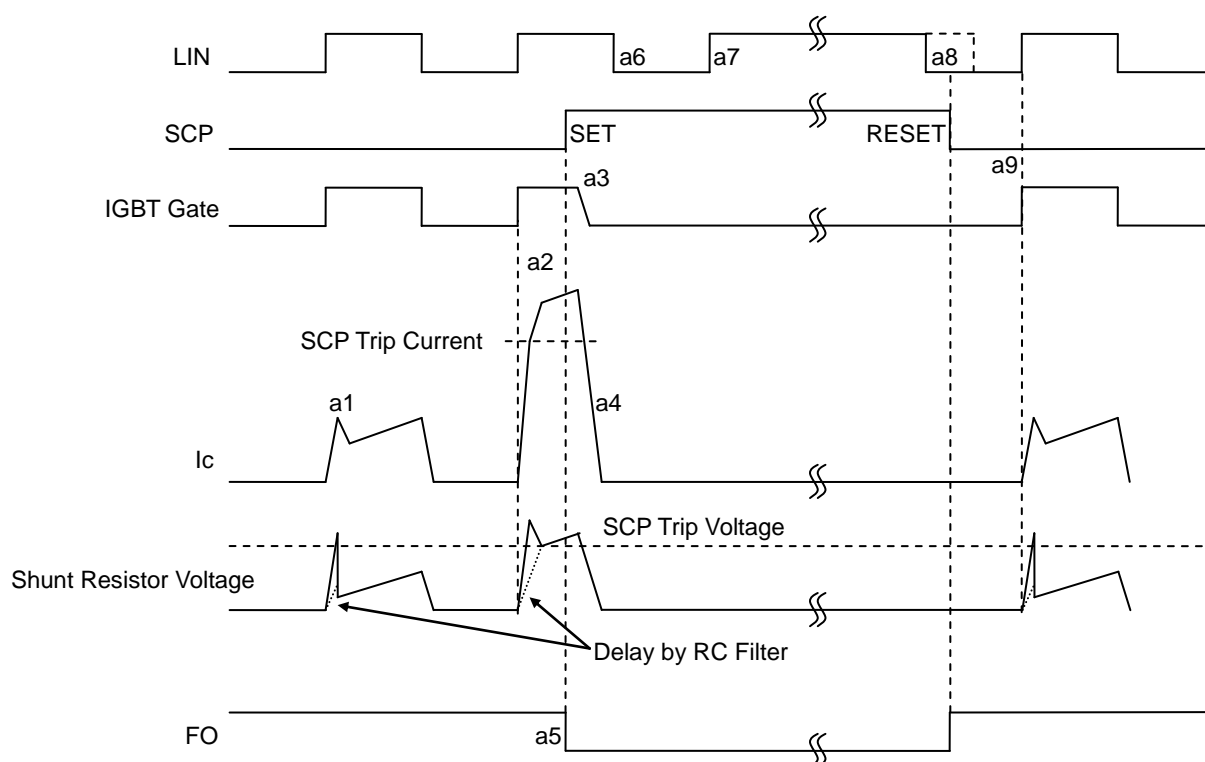 LIN
a6
a7
a8
SCP
SET
RESET
a9
a3
IGBT Gate
a2
SCP Trip Current
a1
a4
Ic
SCP Trip Voltage
Shunt Resistor Voltage
Delay by RC Filter
FO
a5